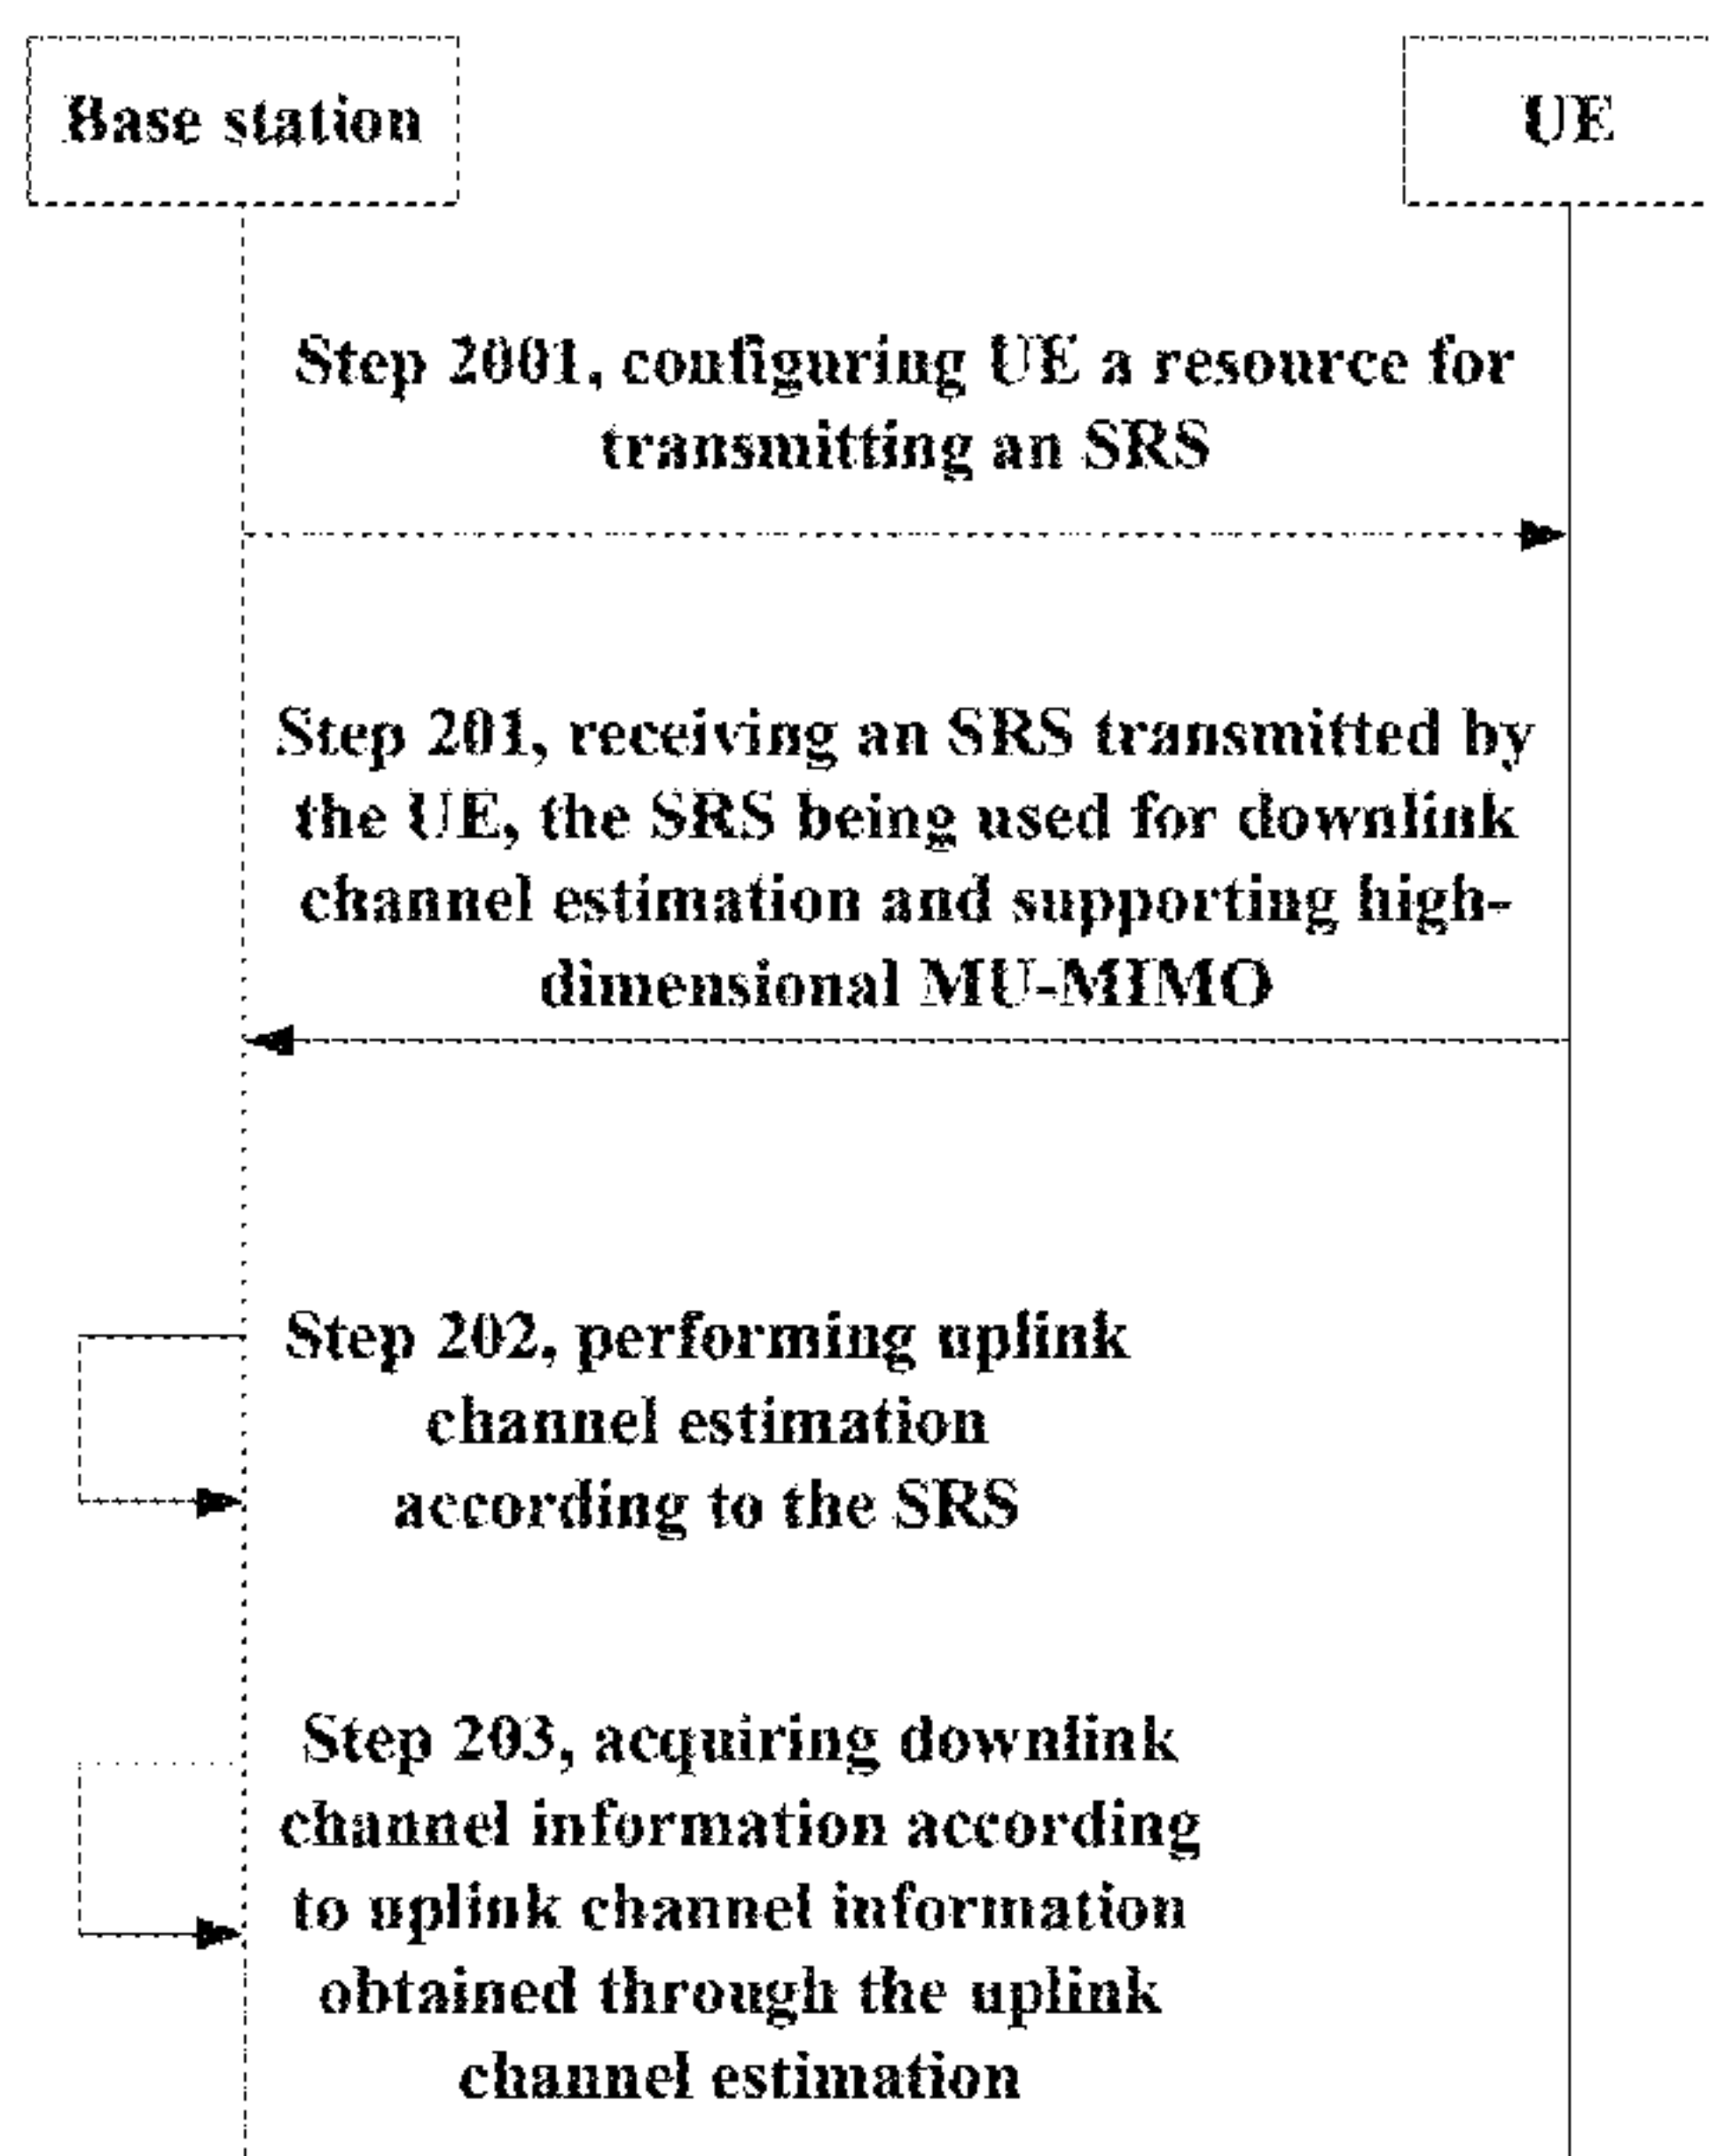 Base station
UE
Step 2001, configuring UE a resource for
transmitting an SRS
Step 201, receiving an SRS transmitted by
the UE, the SRS being used for downlink
channel estimation and supporting high-
dimensional MU-MIMO
Step 202, performing uplink
channel estimation
according to the SRS
Step 203, acquiring downlink
channel information according
to uplink channel information
obtained through the uplink
channel estimation